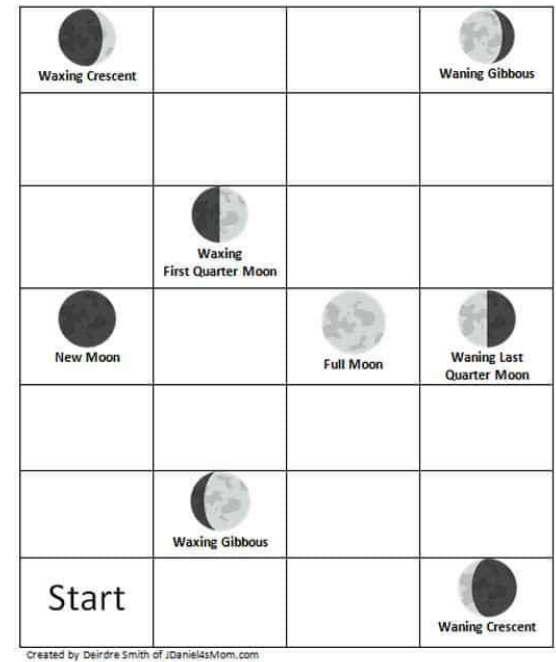 Waxing Crescent
Waning Gibbous
Waxing
First Quarter Moon
New Moon
Full Moon
Waning Last
Quarter Moon
Waxing Gibbous
Start
Waning Crescent
Created by Deirdre Smith of JDaniel4sMom.com